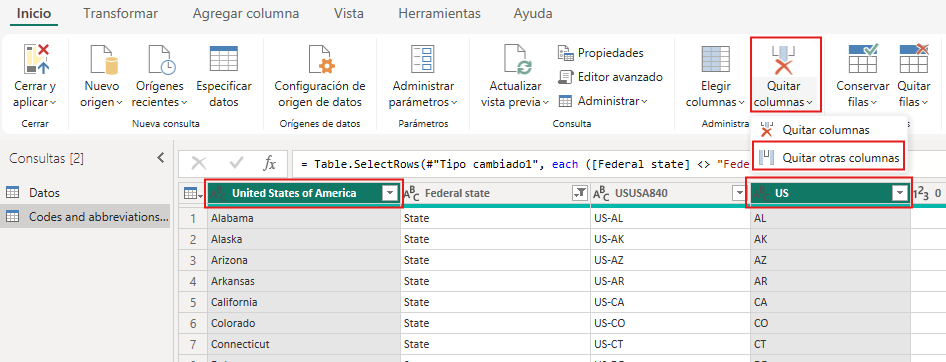 Inicio Transformar Agregar columna Vista Herramientas Ayuda
Cerrar y aplicar
Nuevo origen
Orígenes recientes
Especificar datos
Configuración de origen de datos
Administrar parámetros
Actualizar vista previa
Propiedades
Editor avanzado
Administrar
Elegir columnas
Quitar columnas
Conservar filas
Quitar filas
Cerrar Nueva consulta Orígenes de datos Parámetros Consulta Administra
Quitar columnas
Quitar otras columnas
Consultas [2]
= Table.SelectRows(#"Tipo cambiado1", each ([Federal state] <> "Fede
Datos
Codes and abbreviations...
United States of America Federal state USUSA840 US 0
1 Alabama State US-AL AL
2 Alaska State US-AK AK
3 Arizona State US-AZ AZ
4 Arkansas State US-AR AR
5 California State US-CA CA
6 Colorado State US-CO CO
7 Connecticut State US-CT CT